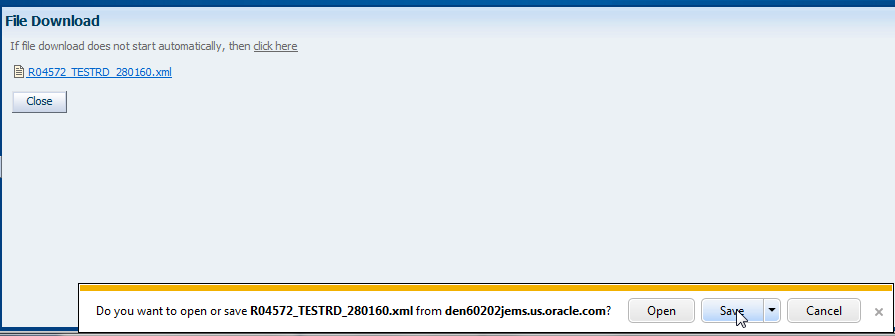 File Download
If file download does not start automatically, then click here
R04572_TESTRD_280160.xml
Close
Do you want to open or save R04572_TESTRD_280160.xml from den60202jems.us.oracle.com?
Open
Save
Cancel